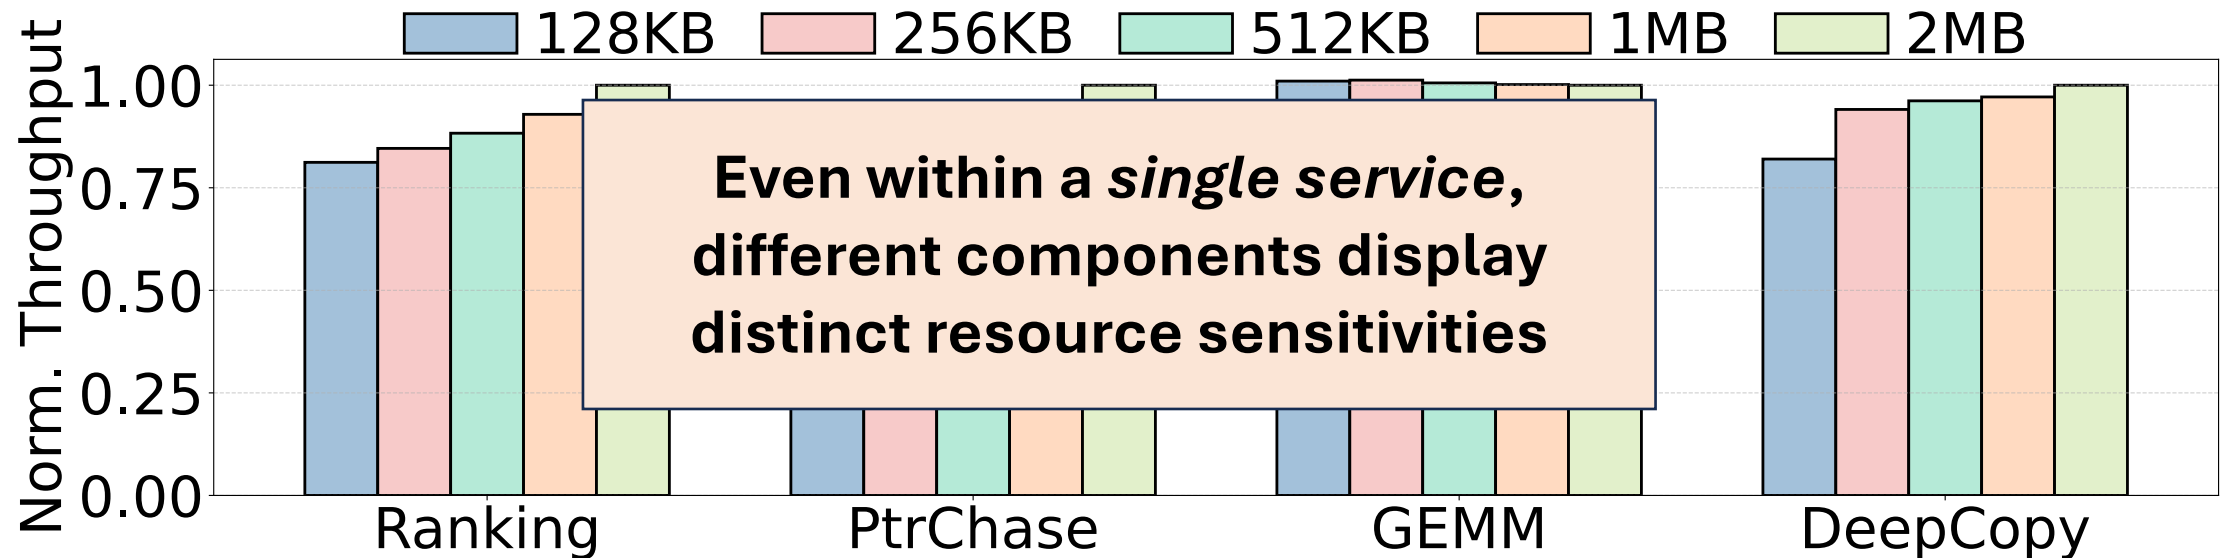 128KB 256KB 512KB 1MB 2MB
Norm. Throughput
1.00
0.75
0.50
0.25
0.00
Even within a single service,
different components display
distinct resource sensitivities
Ranking PtrChase GEMM DeepCopy